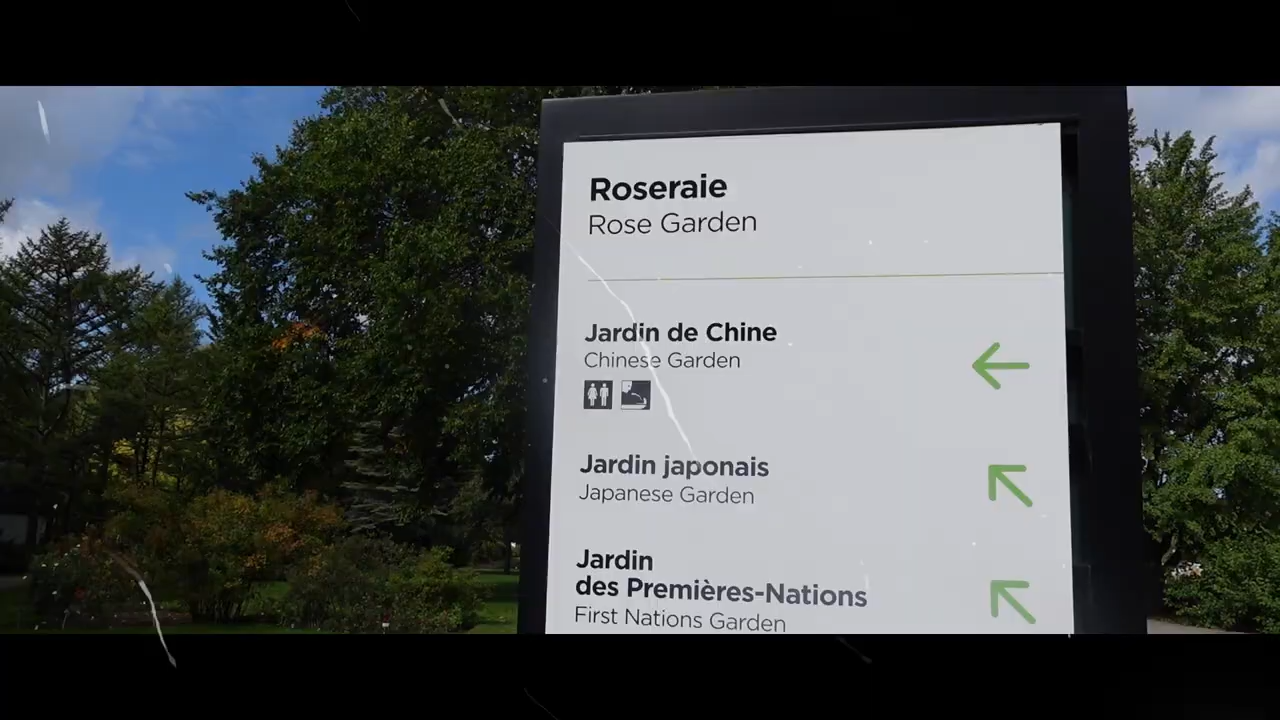 Roseraie
Rose Garden
Jardin de Chine
Chinese Garden
Jardin japonais
Japanese Garden
Jardin
des Premières-Nations
First Nations Garden